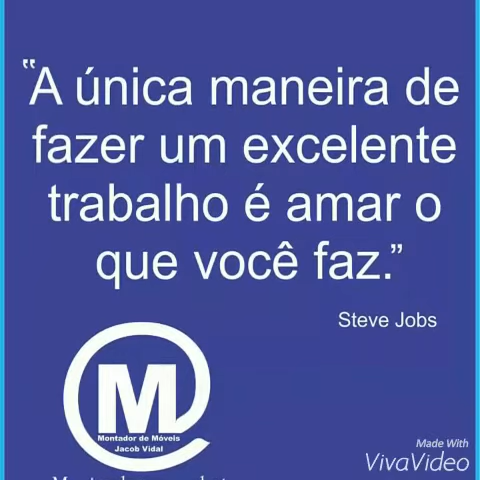 "A única maneira de
fazer um excelente
trabalho é amar o
que você faz."
Steve Jobs
M
Montador de Móveis
Jacob Vidal
Made With
VivaVideo